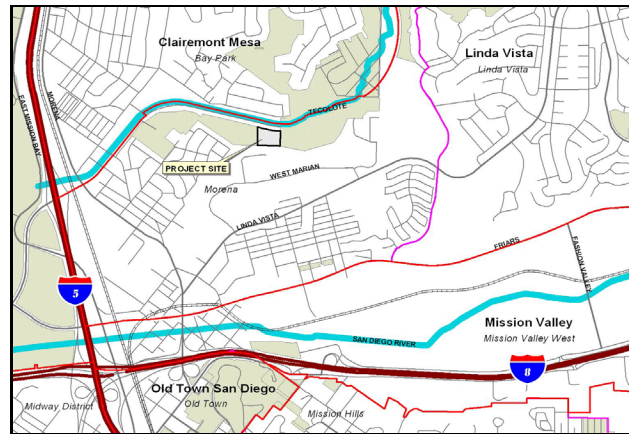 Clairemont Mesa
Bay Park
Linda Vista
Linda Vista
EAST MISSION BAY
MORENA
TECOLOTE
PROJECT SITE
WEST MARIAN
Morena
LINDA VISTA
FRIARS
FASHION VALLEY
5
Mission Valley
Mission Valley West
SAN DIEGO RIVER
8
Old Town San Diego
Old Town
Midway District
Mission Hills